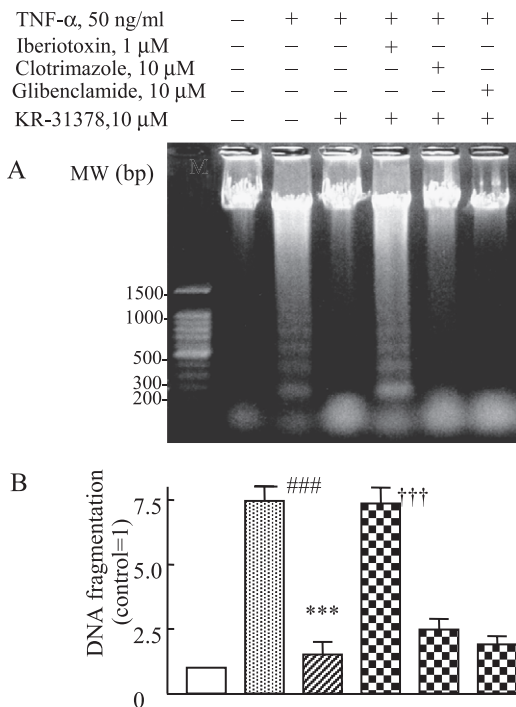 TNF-α, 50 ng/ml – + + + + +
Iberiotoxin, 1 μM – – – + – –
Clotrimazole, 10 μM – – – – + –
Glibenclamide, 10 μM – – – – – +
KR-31378,10 μM – – + + + +
A MW (bp) M
1500
1000
500
300
200
B
DNA fragmentation
(control=1)
7.5 ### †††
5.0
***
2.5
0